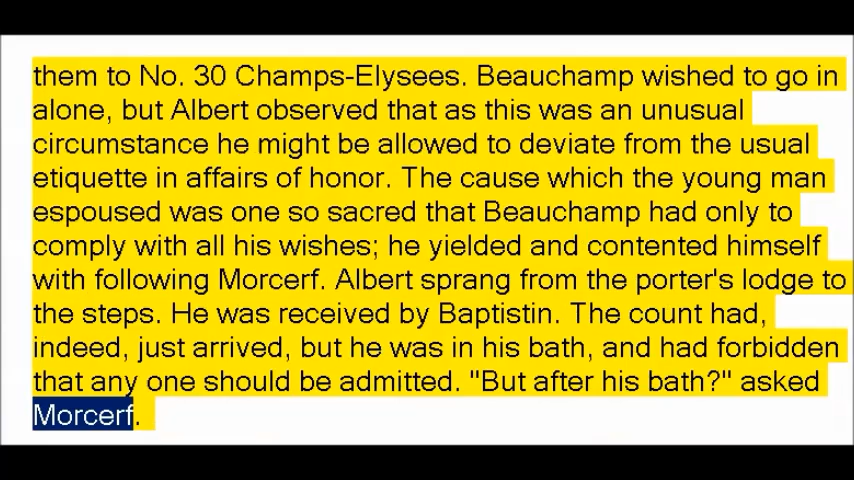 them to No. 30 Champs-Elysees. Beauchamp wished to go in
alone, but Albert observed that as this was an unusual
circumstance he might be allowed to deviate from the usual
etiquette in affairs of honor. The cause which the young man
espoused was one so sacred that Beauchamp had only to
comply with all his wishes; he yielded and contented himself
with following Morcerf. Albert sprang from the porter's lodge to
the steps. He was received by Baptistin. The count had,
indeed, just arrived, but he was in his bath, and had forbidden
that any one should be admitted. "But after his bath?" asked
Morcerf.